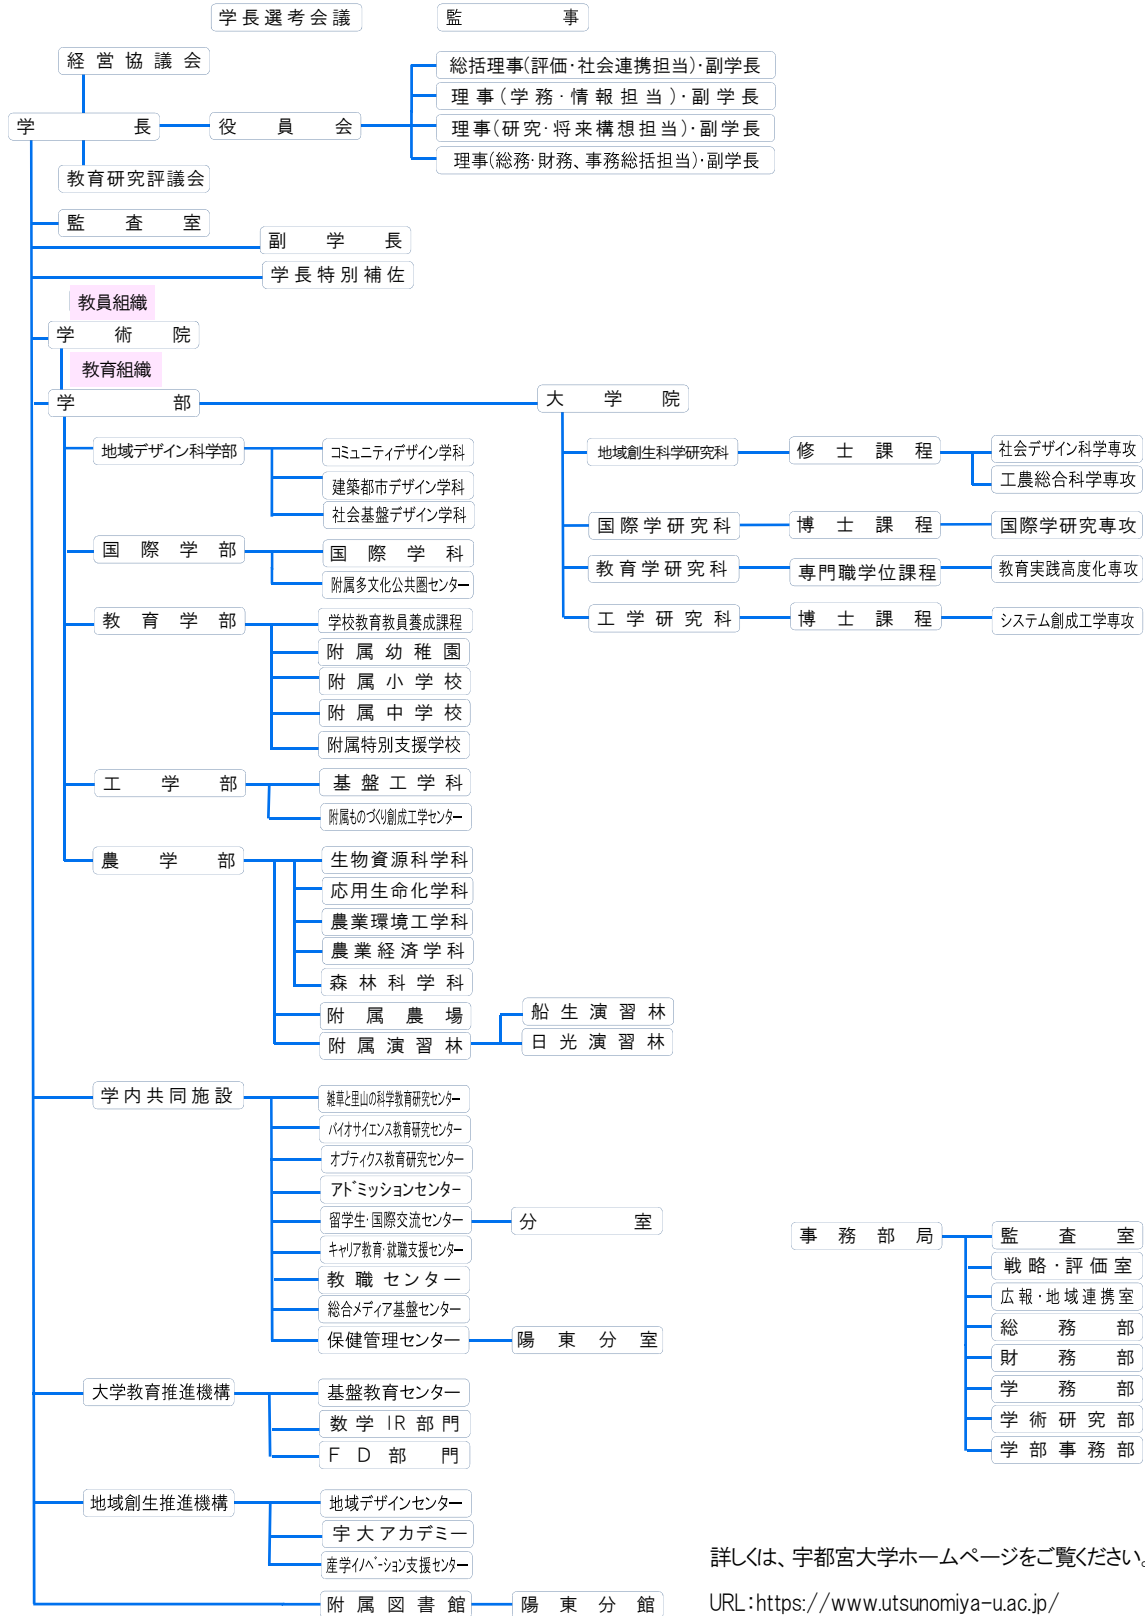 学長選考会議
監事
経営協議会
総括理事(評価・社会連携担当)・副学長
理事(学務・情報担当)・副学長
学長
役員会
理事(研究・将来構想担当)・副学長
理事(総務・財務、事務総括担当)・副学長
教育研究評議会
監査室
副学長
学長特別補佐
教員組織
学術院
教育組織
学部
大学院
地域デザイン科学部
コミュニティデザイン学科
建築都市デザイン学科
社会基盤デザイン学科
国際学部
国際学科
附属多文化公共圏センター
教育学部
学校教育教員養成課程
附属幼稚園
附属小学校
附属中学校
附属特別支援学校
工学部
基盤工学科
附属ものづくり創成工学センター
農学部
生物資源科学科
応用生命化学科
農業環境工学科
農業経済学科
森林科学科
附属農場
附属演習林
船生演習林
日光演習林
地域創生科学研究科
修士課程
社会デザイン科学専攻
工農総合科学専攻
国際学研究科
博士課程
国際学研究専攻
教育学研究科
専門職学位課程
教育実践高度化専攻
工学研究科
博士課程
システム創成工学専攻
学内共同施設
雑草と里山の科学教育研究センター
バイオサイエンス教育研究センター
オプティクス教育研究センター
アドミッションセンター
留学生・国際交流センター
分室
キャリア教育・就職支援センター
教職センター
総合メディア基盤センター
保健管理センター
陽東分室
大学教育推進機構
基盤教育センター
数学IR部門
FD部門
地域創生推進機構
地域デザインセンター
宇大アカデミー
産学イノベーション支援センター
附属図書館
陽東分館
事務部局
監査室
戦略・評価室
広報・地域連携室
総務部
財務部
学務部
学術研究部
学部事務部
詳しくは、宇都宮大学ホームページをご覧ください。
URL:https://www.utsunomiya-u.ac.jp/